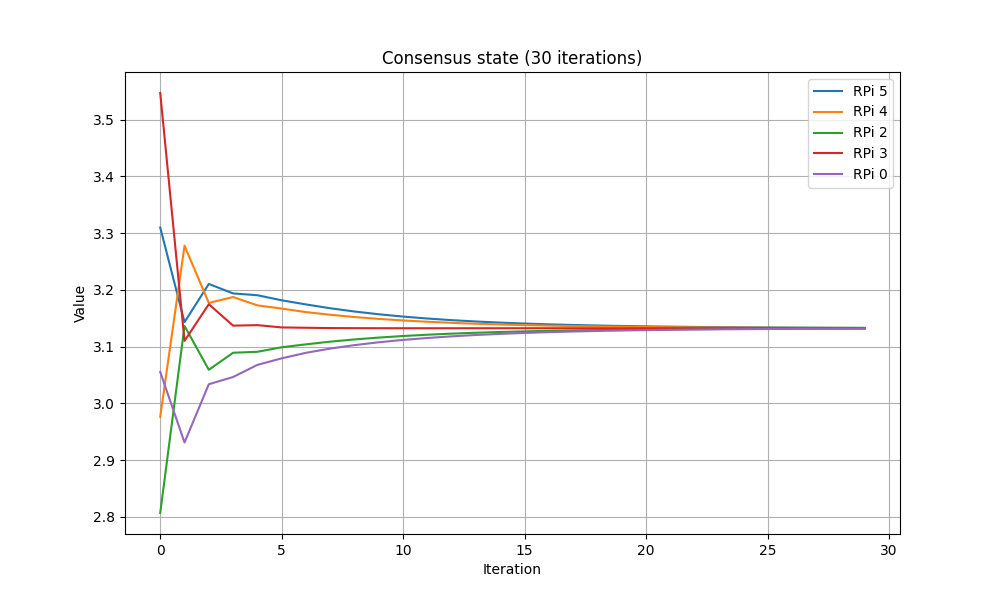 Consensus state (30 iterations)
RPi 5
RPi 4
RPi 2
RPi 3
RPi 0
Value
3.5
3.4
3.3
3.2
3.1
3.0
2.9
2.8
0 5 10 15 20 25 30
Iteration